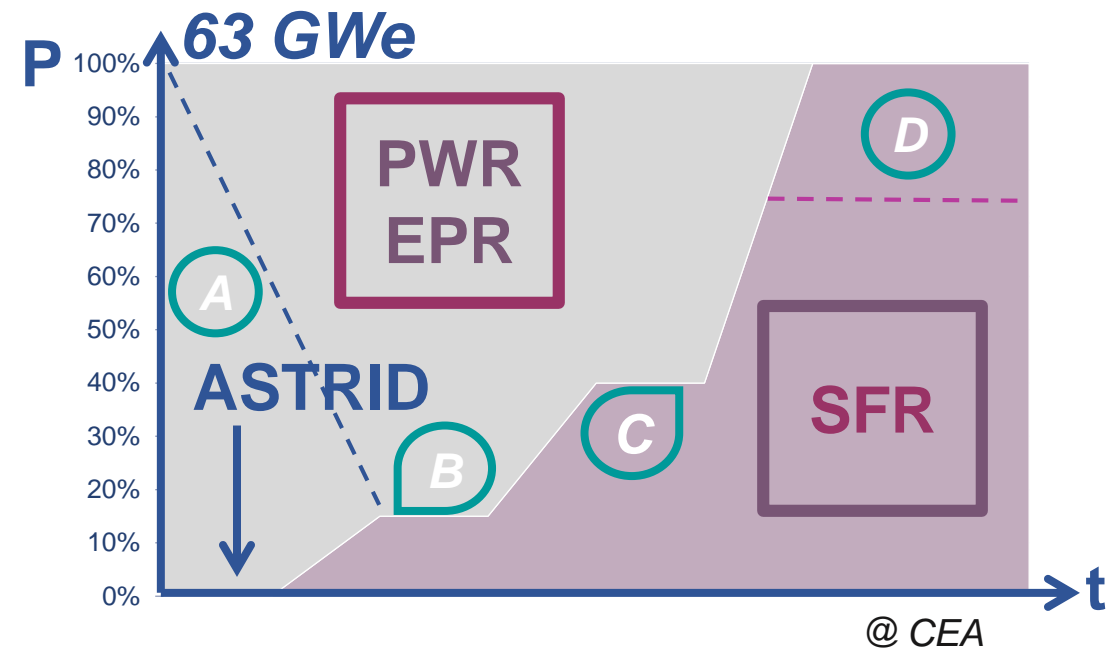 63 GWe
P
100%
90%
80%
70%
60%
50%
40%
30%
20%
10%
0%
PWR
EPR
A
ASTRID
B
C
D
SFR
t
@ CEA